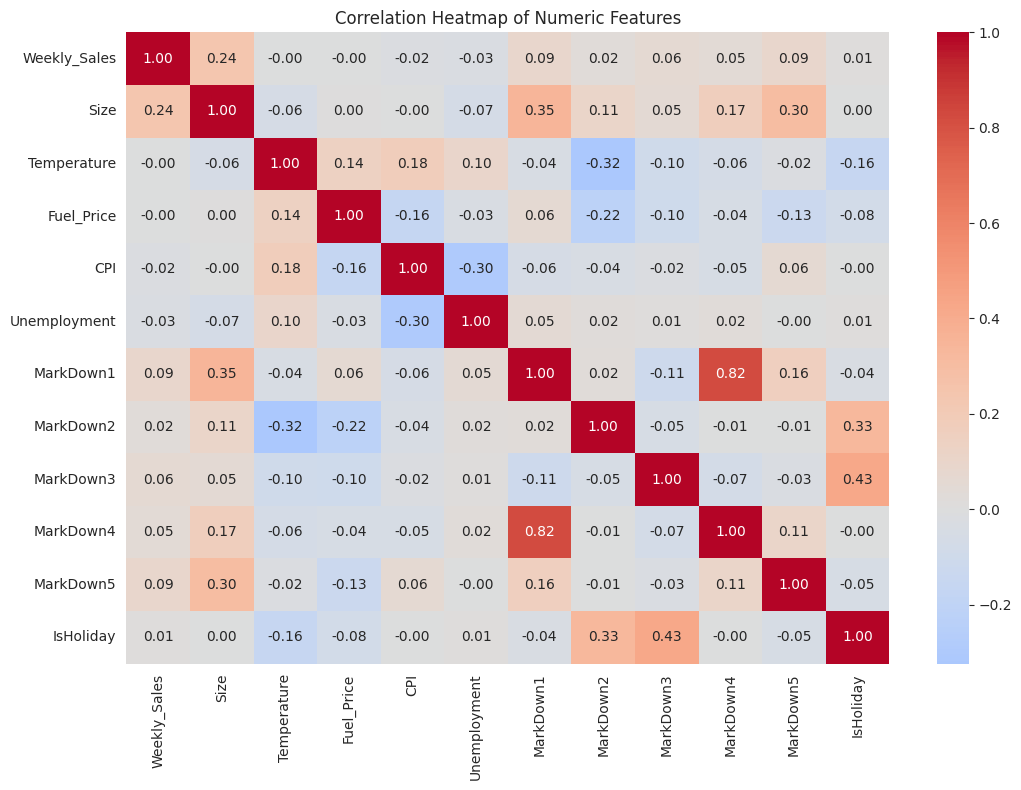 Correlation Heatmap of Numeric Features
Weekly_Sales 1.00 0.24 -0.00 -0.00 -0.02 -0.03 0.09 0.02 0.06 0.05 0.09 0.01
Size 0.24 1.00 -0.06 0.00 -0.00 -0.07 0.35 0.11 0.05 0.17 0.30 0.00
Temperature -0.00 -0.06 1.00 0.14 0.18 0.10 -0.04 -0.32 -0.10 -0.06 -0.02 -0.16
Fuel_Price -0.00 0.00 0.14 1.00 -0.16 -0.03 0.06 -0.22 -0.10 -0.04 -0.13 -0.08
CPI -0.02 -0.00 0.18 -0.16 1.00 -0.30 -0.06 -0.04 -0.02 -0.05 0.06 -0.00
Unemployment -0.03 -0.07 0.10 -0.03 -0.30 1.00 0.05 0.02 0.01 0.02 -0.00 0.01
MarkDown1 0.09 0.35 -0.04 0.06 -0.06 0.05 1.00 0.02 -0.11 0.82 0.16 -0.04
MarkDown2 0.02 0.11 -0.32 -0.22 -0.04 0.02 0.02 1.00 -0.05 -0.01 -0.01 0.33
MarkDown3 0.06 0.05 -0.10 -0.10 -0.02 0.01 -0.11 -0.05 1.00 -0.07 -0.03 0.43
MarkDown4 0.05 0.17 -0.06 -0.04 -0.05 0.02 0.82 -0.01 -0.07 1.00 0.11 -0.00
MarkDown5 0.09 0.30 -0.02 -0.13 0.06 -0.00 0.16 -0.01 -0.03 0.11 1.00 -0.05
IsHoliday 0.01 0.00 -0.16 -0.08 -0.00 0.01 -0.04 0.33 0.43 -0.00 -0.05 1.00
Weekly_Sales
Size
Temperature
Fuel_Price
CPI
Unemployment
MarkDown1
MarkDown2
MarkDown3
MarkDown4
MarkDown5
IsHoliday
1.0
0.8
0.6
0.4
0.2
0.0
−0.2